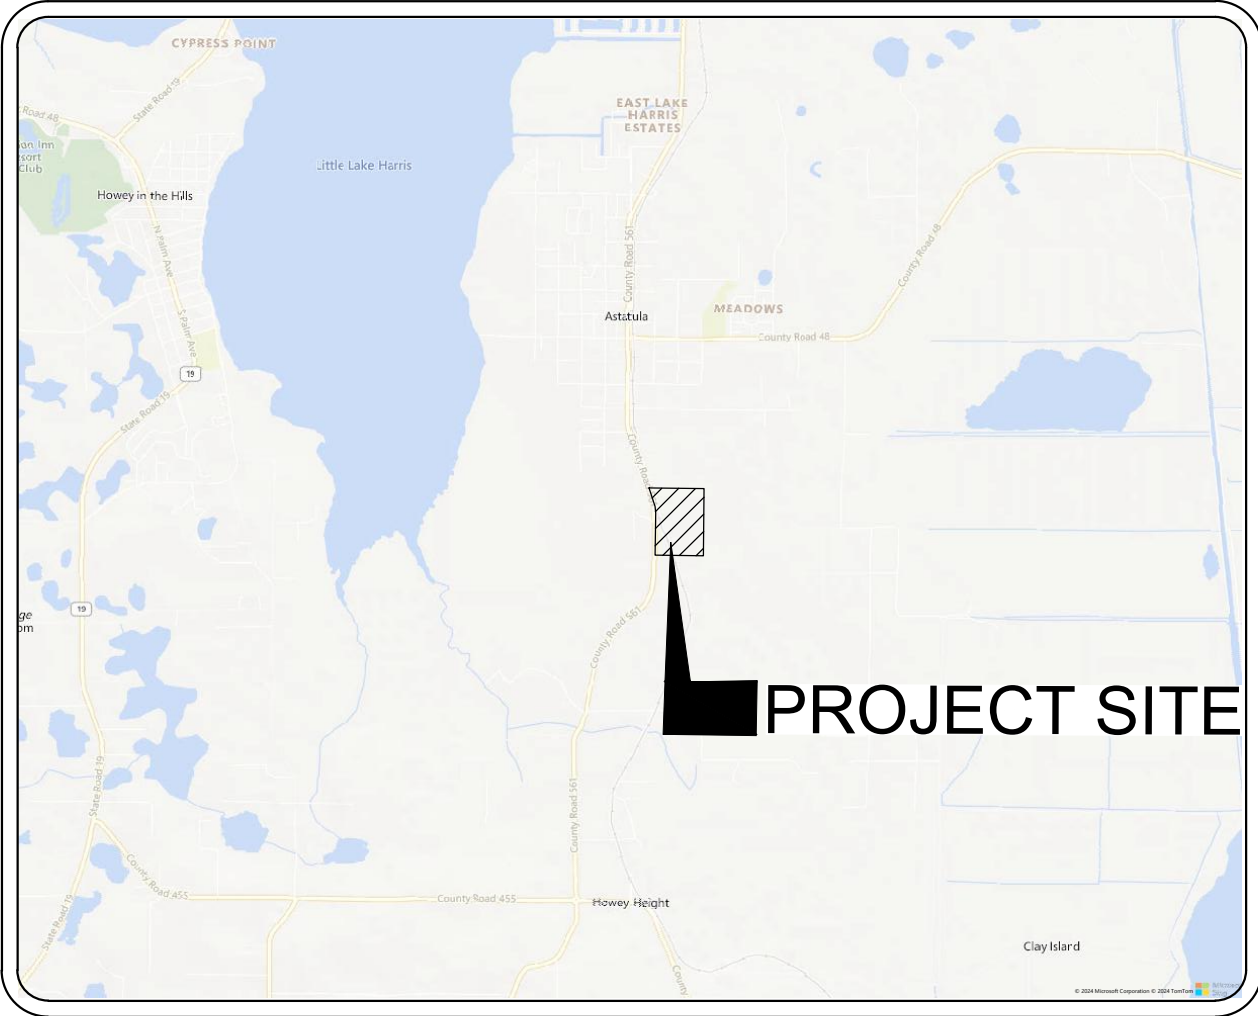 CYPRESS POINT
State Road 19
Road 48
EAST LAKE
HARRIS
ESTATES
Inn
Club
Little Lake Harris
Howey in the Hills
N Palm Ave
S Palm Ave
County Road 561
County Road 48
Astatula
MEADOWS
County Road 48
19
State Road 19
County Road
19
County Road 561
PROJECT SITE
State Road 19
County Road 561
County Road 455
County Road 455
Howey Height
State Road 19
Clay Island
County
© 2024 Microsoft Corporation © 2024 TomTom